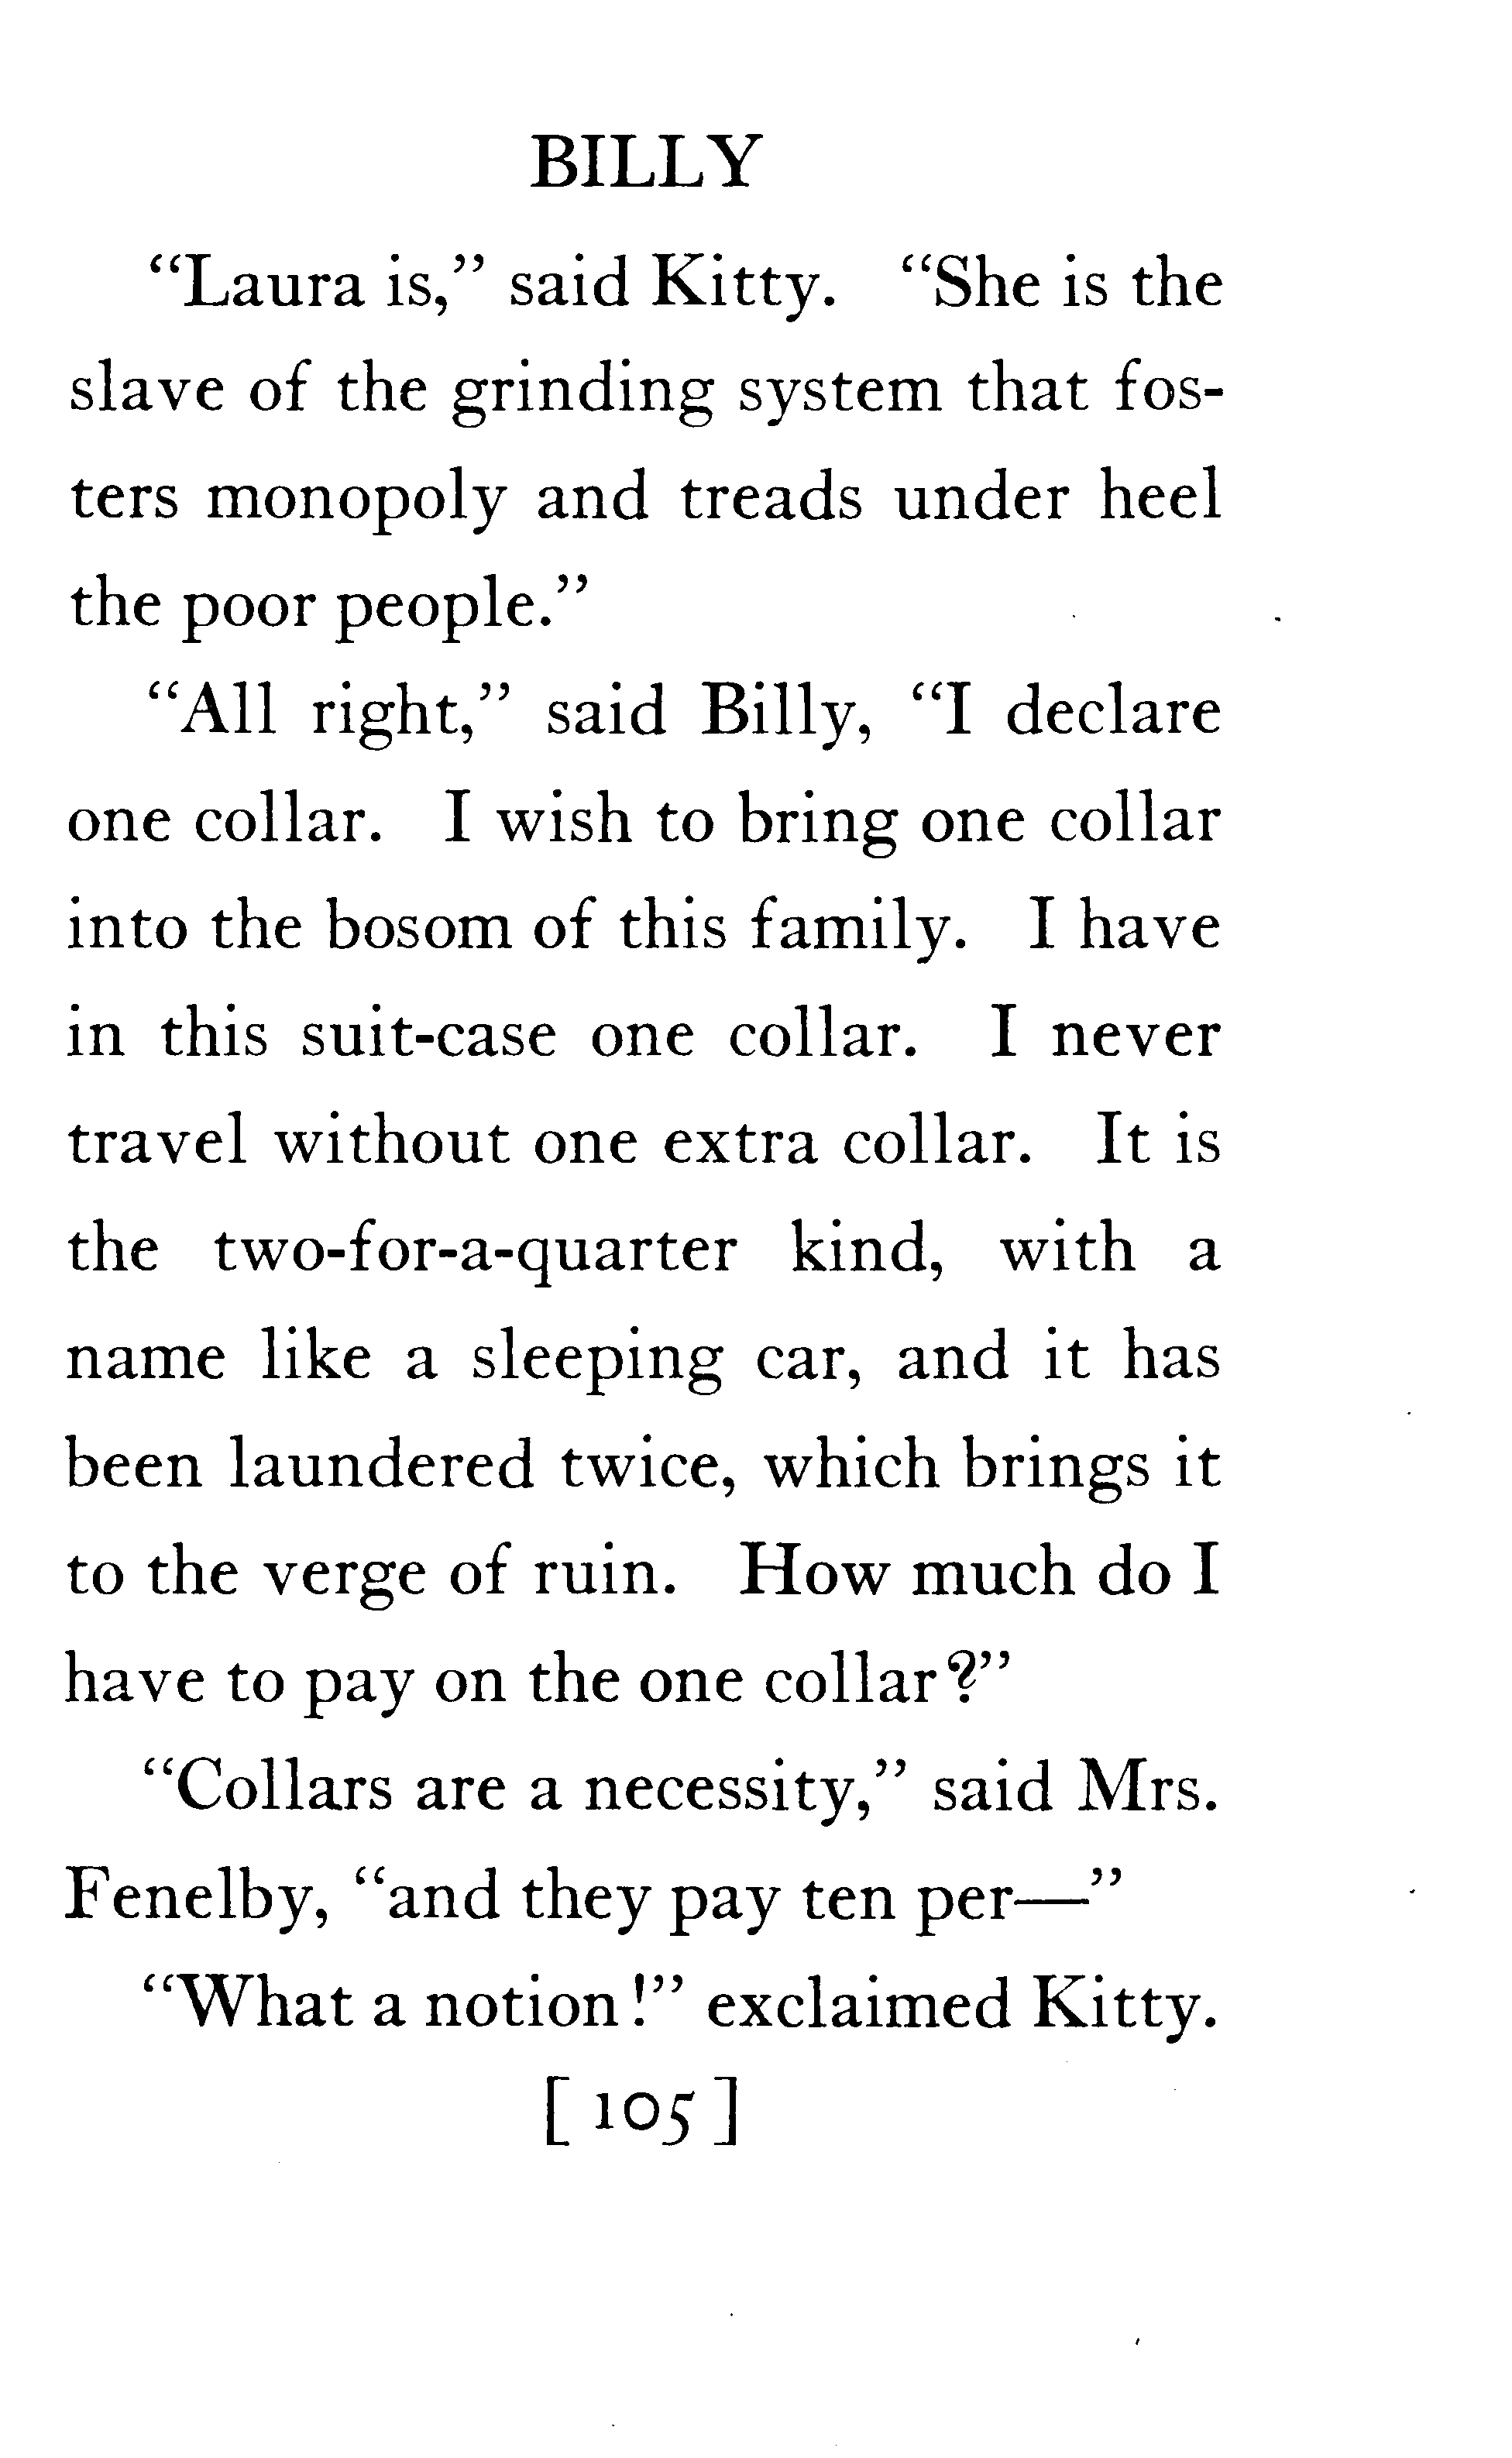 BILLY
“Laura is,” said Kitty. “She is the
slave of the grinding system that fos-
ters monopoly and treads under heel
the poor people.”
“All right,” said Billy, “I declare
one collar. I wish to bring one collar
into the bosom of this family. I have
in this suit-case one collar. I never
travel without one extra collar. It is
the two-for-a-quarter kind, with a
name like a sleeping car, and it has
been laundered twice, which brings it
to the verge of ruin. How much do I
have to pay on the one collar?”
“Collars are a necessity,” said Mrs.
Fenelby, “and they pay ten per—”
“What a notion!” exclaimed Kitty.
[105]